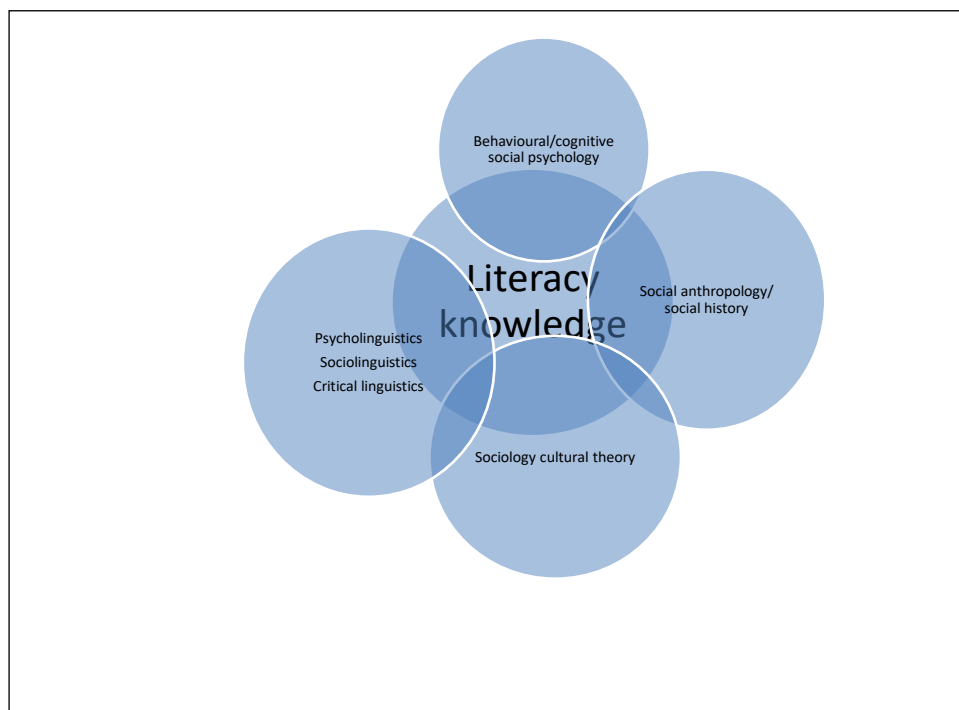 Behavioural/cognitive
social psychology
Literacy
knowledge
Social anthropology/
social history
Psycholinguistics
Sociolinguistics
Critical linguistics
Sociology cultural theory